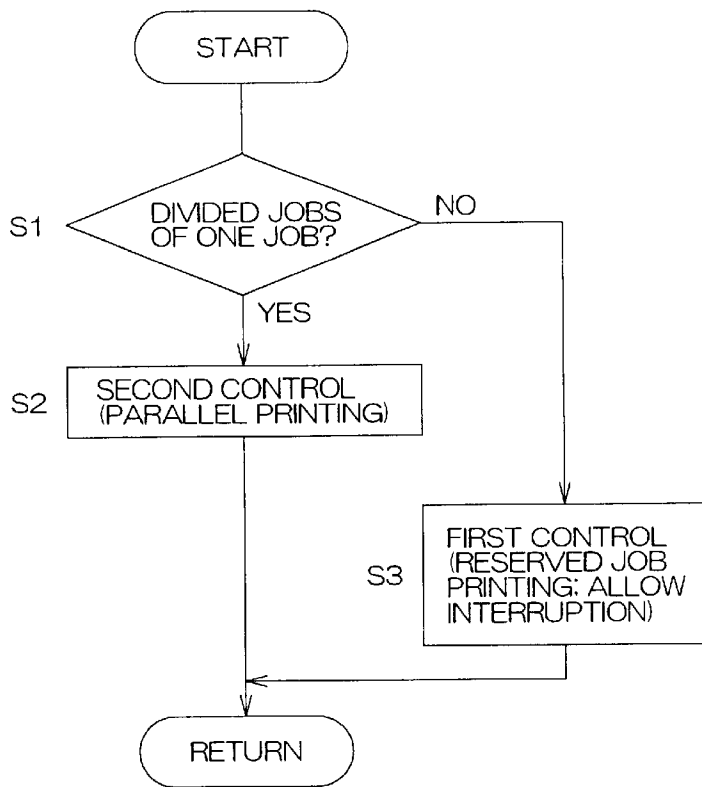 START
S1
DIVIDED JOBS
OF ONE JOB?
NO
YES
S2
SECOND CONTROL
(PARALLEL PRINTING)
S3
FIRST CONTROL
(RESERVED JOB
PRINTING: ALLOW
INTERRUPTION)
RETURN